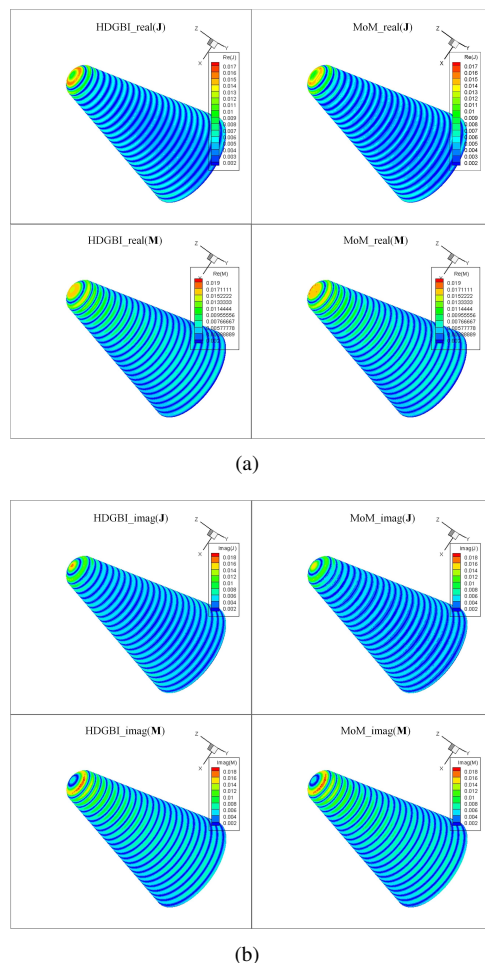 HDGBI_real(J)
Z
Y
X
Re(J)
0.017
0.016
0.015
0.014
0.013
0.012
0.011
0.01
0.009
0.008
0.007
0.006
0.005
0.004
0.003
0.002
MoM_real(J)
Z
Y
X
Re(J)
0.017
0.016
0.015
0.014
0.013
0.012
0.011
0.01
0.009
0.008
0.007
0.006
0.005
0.004
0.003
0.002
HDGBI_real(M)
Z
Y
X
Re(M)
0.019
0.0171111
0.0152222
0.0133333
0.0114444
0.00955556
0.00766667
0.00577778
MoM_real(M)
Z
Y
Re(M)
0.019
0.0171111
0.0152222
0.0133333
0.0114444
0.00955556
0.00766667
0.00577778
(a)
HDGBI_imag(J)
Z
Y
X
Imag(J)
0.018
0.016
0.014
0.012
0.01
0.008
0.006
0.004
0.002
MoM_imag(J)
Z
Y
X
Imag(J)
0.018
0.016
0.014
0.012
0.01
0.008
0.006
0.004
0.002
HDGBI_imag(M)
Z
Y
X
Imag(M)
0.018
0.016
0.014
0.012
0.01
0.008
0.006
0.004
0.002
MoM_imag(M)
Z
Y
X
Imag(M)
0.018
0.016
0.014
0.012
0.01
0.008
0.006
0.004
0.002
(b)